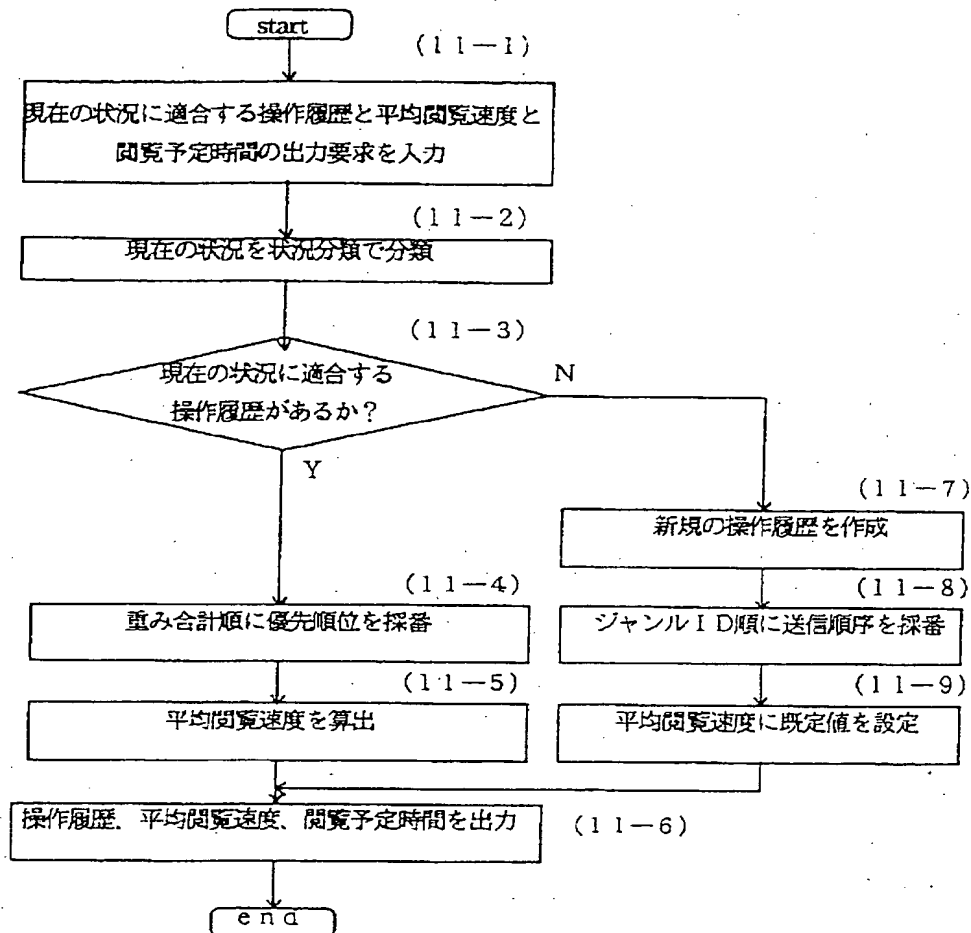 start
(11-1)
現在の状況に適合する操作履歴と平均閲覧速度と
閲覧予定時間の出力要求を入力
(11-2)
現在の状況を状況分類で分類
(11-3)
現在の状況に適合する
操作履歴があるか？
N
Y
(11-7)
新規の操作履歴を作成
(11-4)
重み合計順に優先順位を採番
(11-8)
ジャンルID順に送信順序を採番
(11-5)
平均閲覧速度を算出
(11-9)
平均閲覧速度に既定値を設定
操作履歴、平均閲覧速度、閲覧予定時間を出力
(11-6)
end